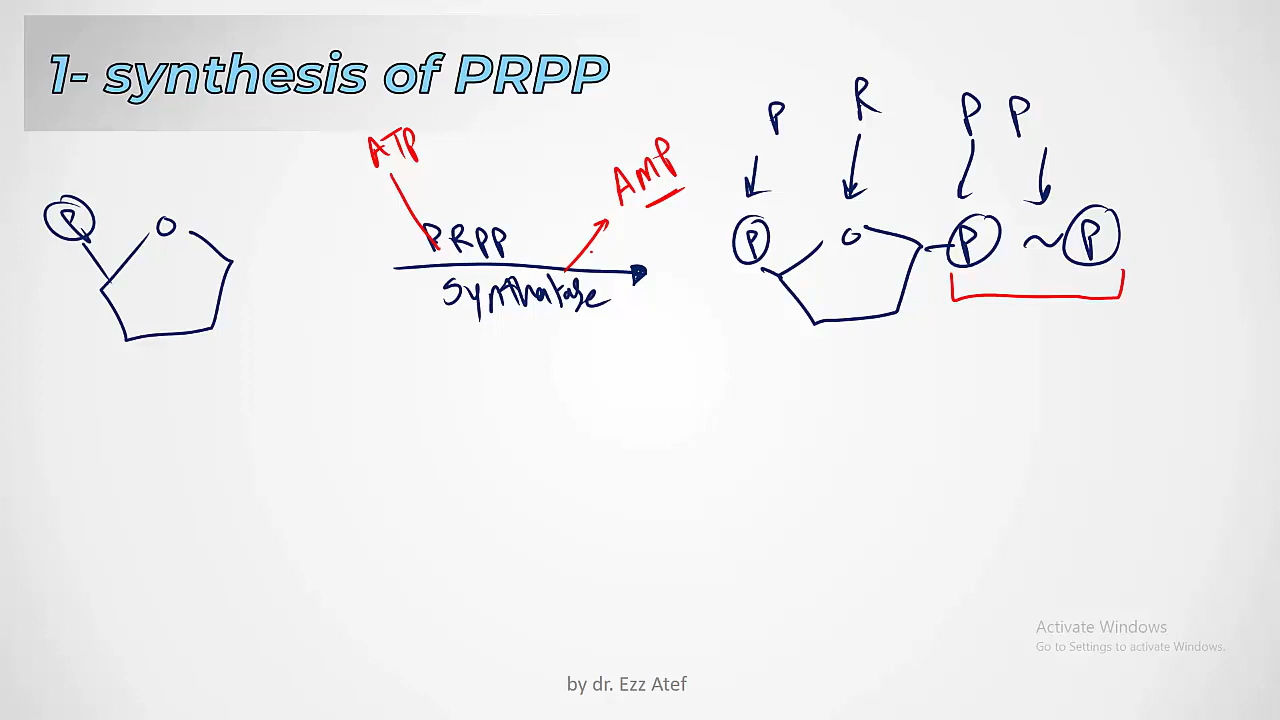 1- synthesis of PRPP
P R P P
ATP
AMP
PRPP
Synthatase
P O
P O P ~ P
Activate Windows
Go to Settings to activate Windows.
by dr. Ezz Atef